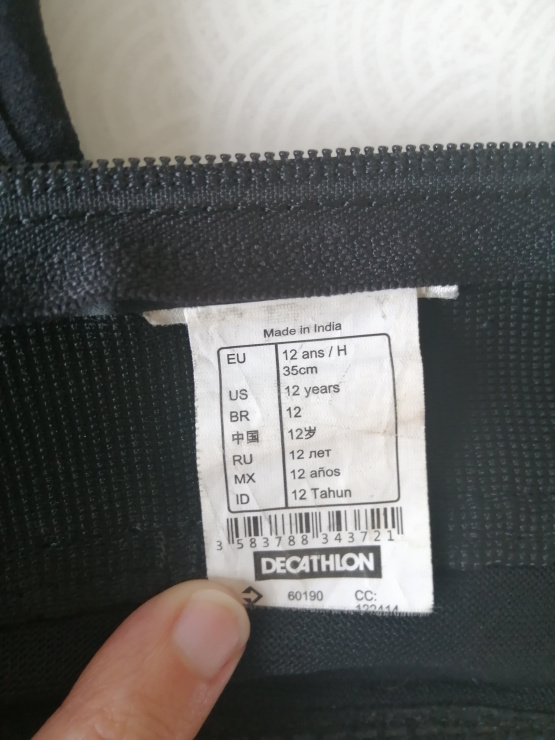 Made in India
EU 12 ans / H
35cm
US 12 years
BR 12
中国 12岁
RU 12 лет
MX 12 años
ID 12 Tahun
3 583788 343721
DECATHLON
60190 CC:
122414